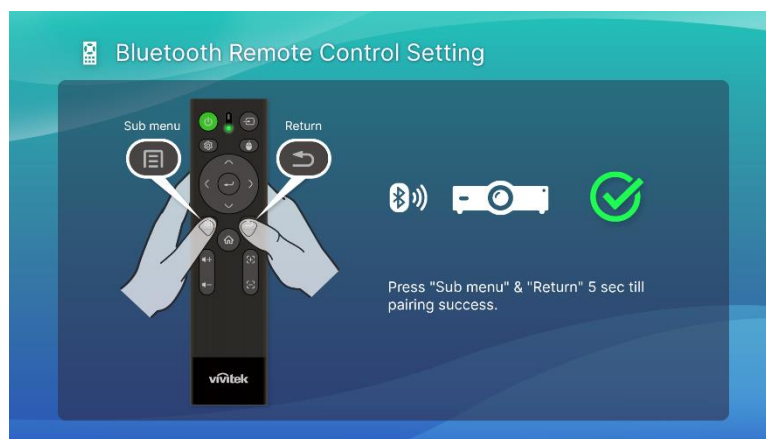 Bluetooth Remote Control Setting
Sub menu
Return
Press "Sub menu" & "Return" 5 sec till
pairing success.
vivitek